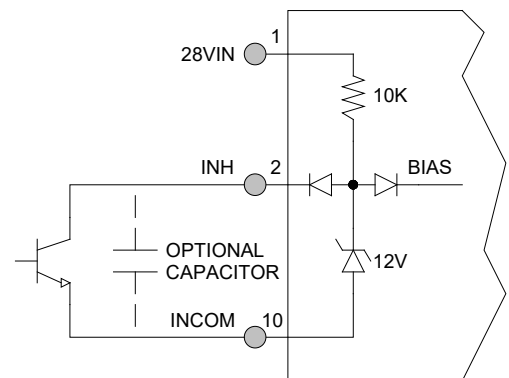 1
28VIN
10K
INH
2
BIAS
OPTIONAL
CAPACITOR
12V
INCOM
10